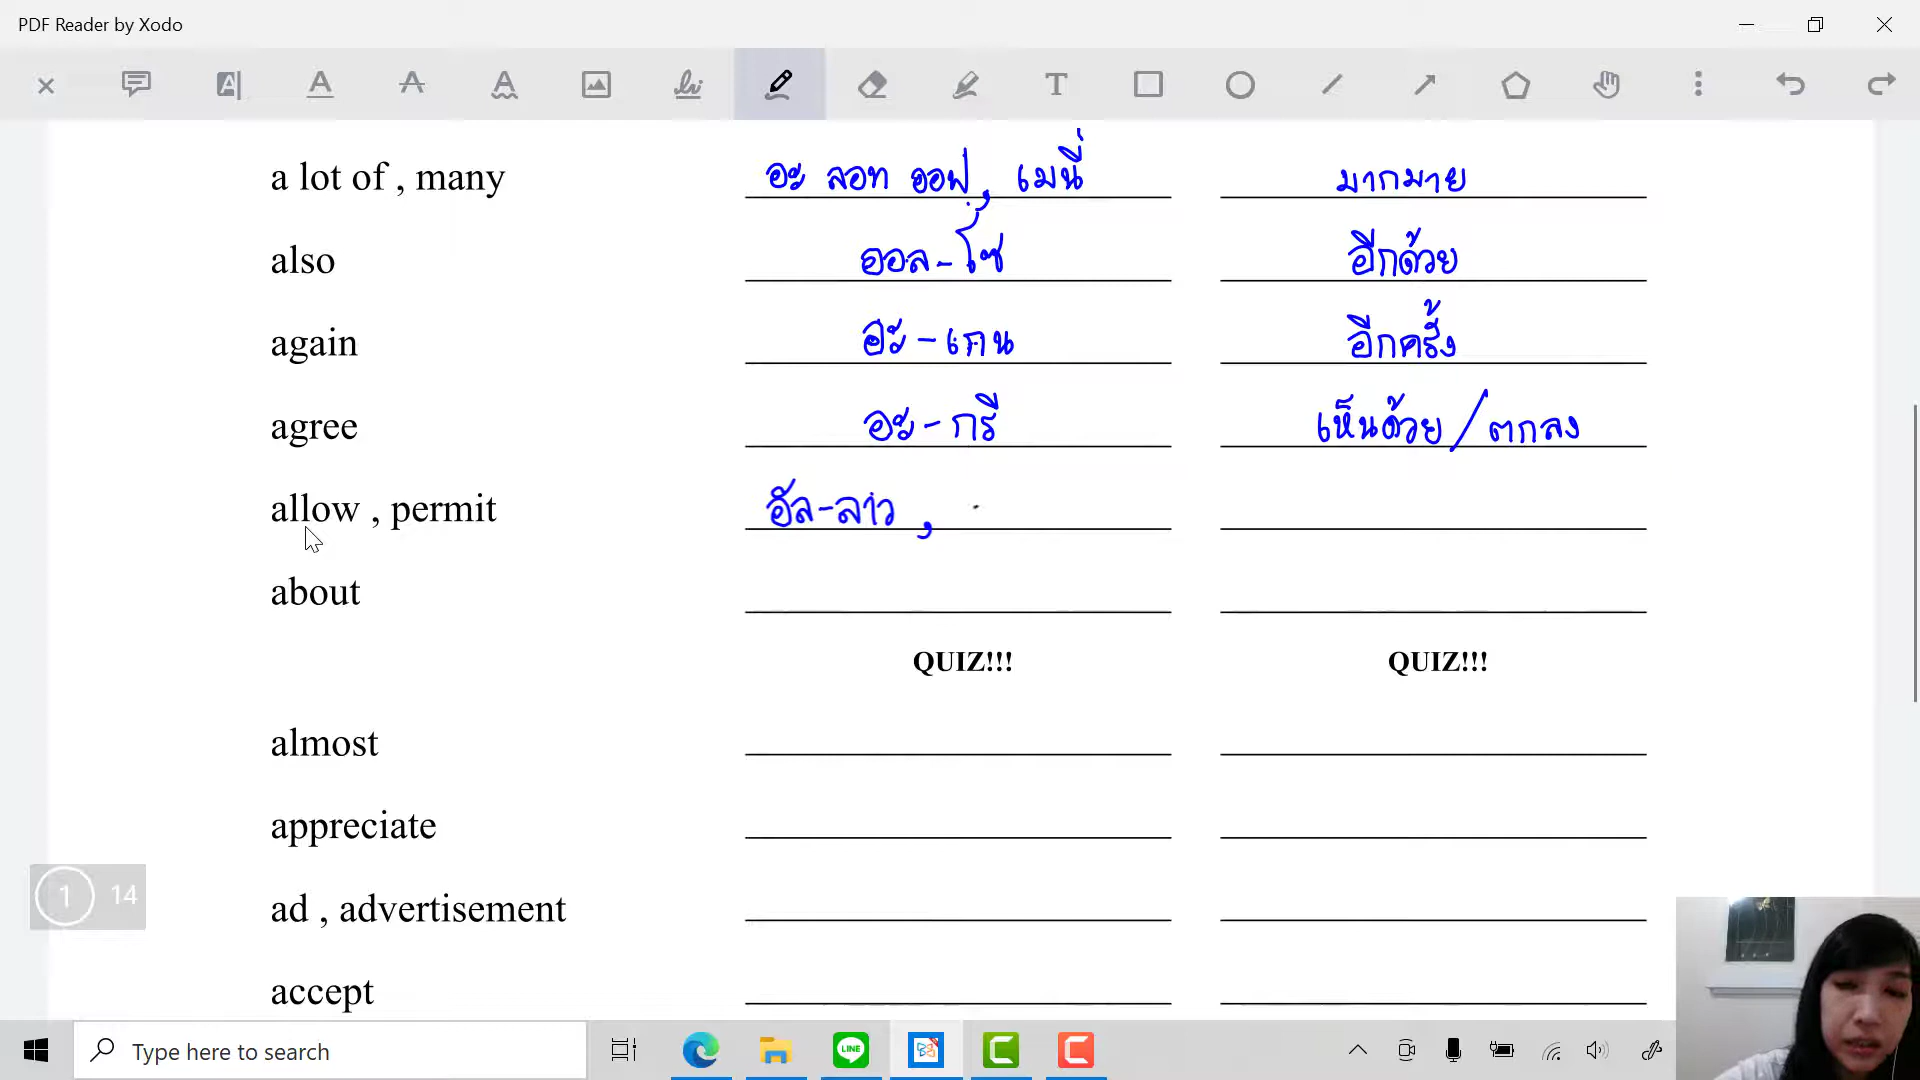 PDF Reader by Xodo
a lot of , many อะ ลอท ออฟ , เมนี่ มากมาย
also ออล-โซ่ อีกด้วย
again อะ-เกน อีกครั้ง
agree อะ-กรี เห็นด้วย / ตกลง
allow , permit อัล-ลาว ,
about
QUIZ!!! QUIZ!!!
almost
appreciate
ad , advertisement
accept
1 14
Type here to search
LINE